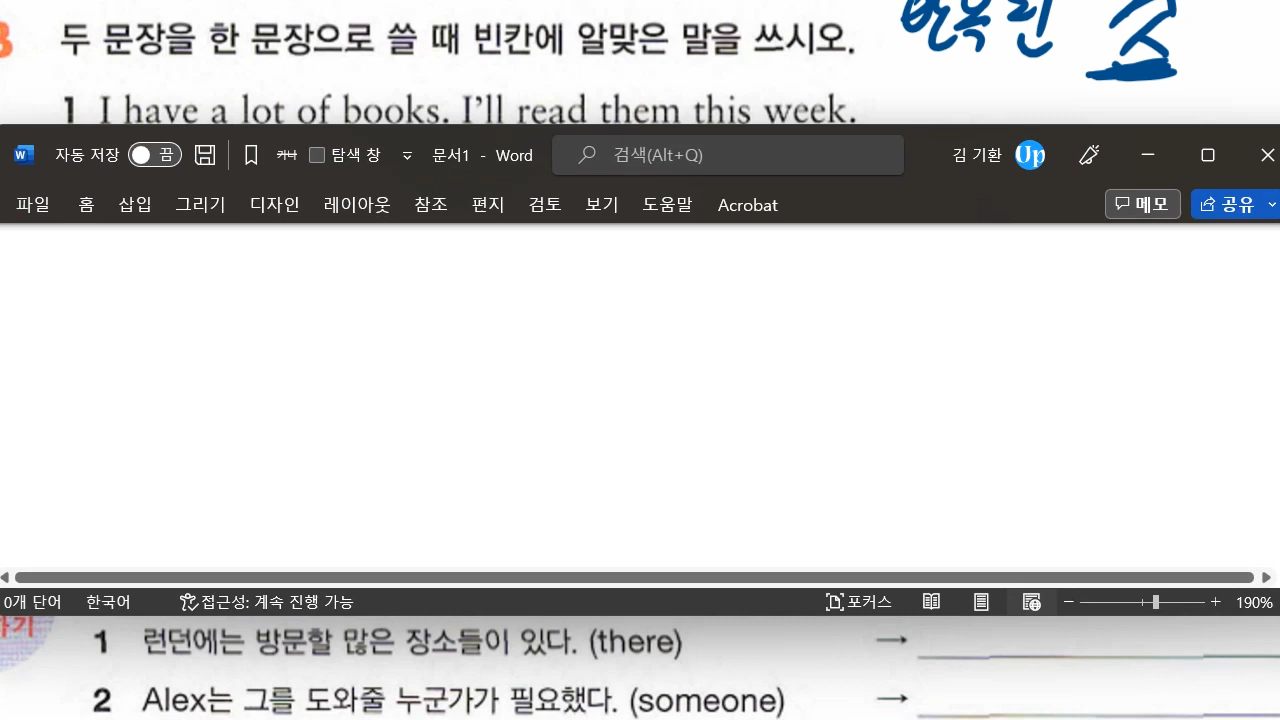 두 문장을 한 문장으로 쓸 때 빈칸에 알맞은 말을 쓰시오.
1 I have a lot of books. I'll read them this week.
자동 저장 끔 가나 탐색 창 문서1 - Word 검색(Alt+Q) 김 기환 Up
파일 홈 삽입 그리기 디자인 레이아웃 참조 편지 검토 보기 도움말 Acrobat 메모 공유
0개 단어 한국어 접근성: 계속 진행 가능 포커스 190%
하기
1 런던에는 방문할 많은 장소들이 있다. (there) →
2 Alex는 그를 도와줄 누군가가 필요했다. (someone) →